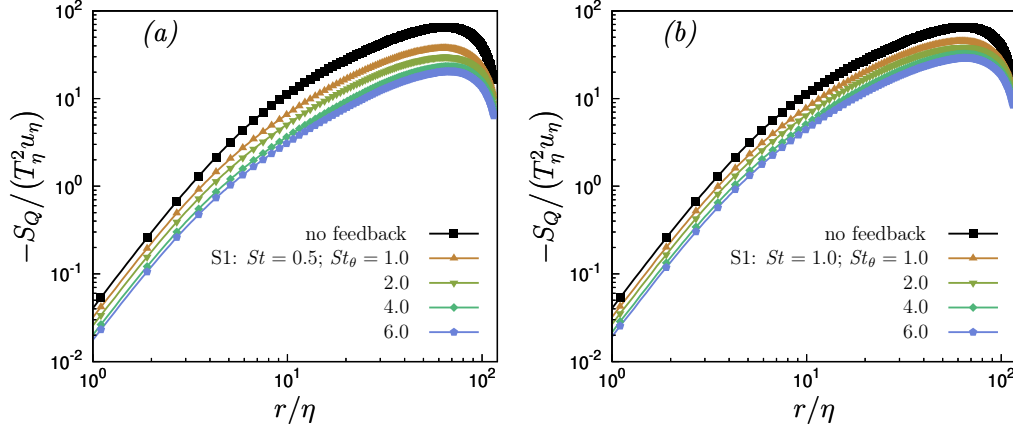 (a)
10^2
10^1
10^0
10^{-1}
10^{-2}
-S_Q/(T_η^2 u_η)
no feedback
S1: St = 0.5; St_θ = 1.0
2.0
4.0
6.0
10^0
10^1
10^2
r/η
(b)
10^2
10^1
10^0
10^{-1}
10^{-2}
-S_Q/(T_η^2 u_η)
no feedback
S1: St = 1.0; St_θ = 1.0
2.0
4.0
6.0
10^0
10^1
10^2
r/η